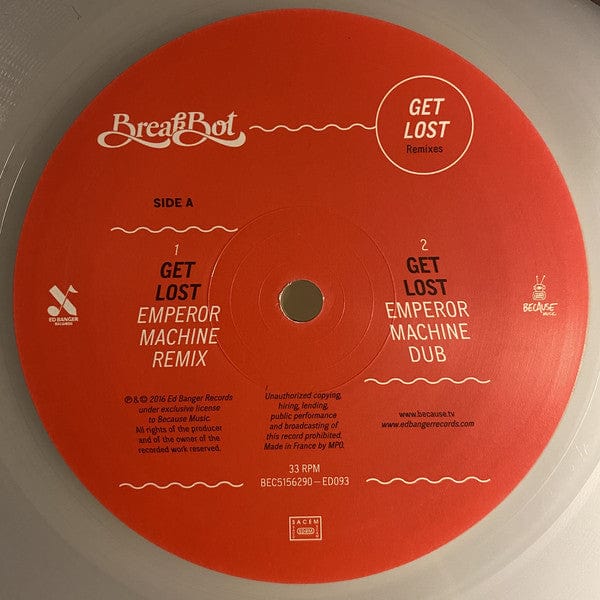 BreakBot
GET
LOST
Remixes
SIDE A
1
GET
LOST
EMPEROR
MACHINE
REMIX
2
GET
LOST
EMPEROR
MACHINE
DUB
ED BANGER
RECORDS
BECAUSE
MUSIC
℗ & © 2016 Ed Banger Records
under exclusive license
to Because Music.
All rights of the producer
and of the owner of the
recorded work reserved.
Unauthorized copying,
hiring, lending,
public performance
and broadcasting of
this record prohibited.
Made in France by MPO.
www.because.tv
www.edbangerrecords.com
33 RPM
BEC5156290–ED093
SACEM
SDRM